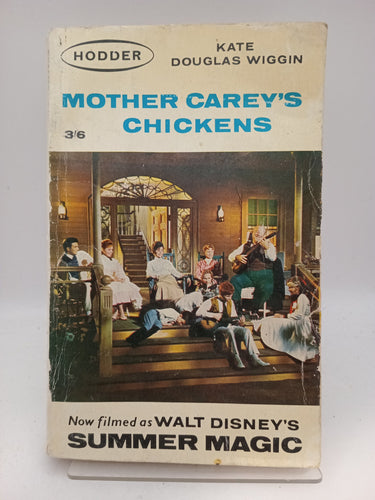 HODDER
KATE
DOUGLAS WIGGIN
MOTHER CAREY'S
CHICKENS
3/6
Now filmed as WALT DISNEY'S
SUMMER MAGIC